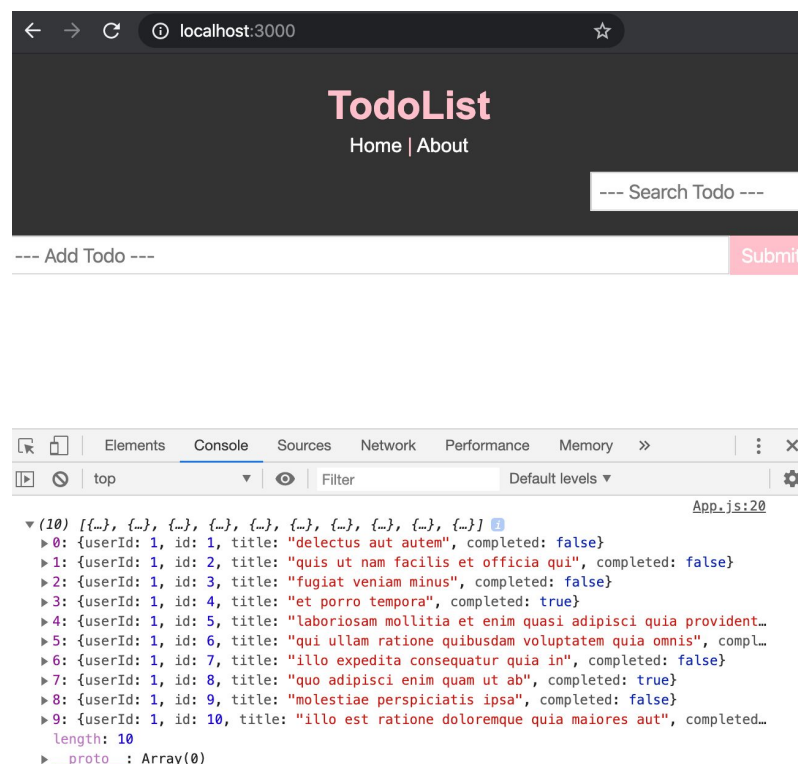 localhost:3000
TodoList
Home | About
--- Search Todo ---
--- Add Todo --- Submit
Elements Console Sources Network Performance Memory »
top Filter Default levels ▼
App.js:20
(10) [{…}, {…}, {…}, {…}, {…}, {…}, {…}, {…}, {…}, {…}] i
0: {userId: 1, id: 1, title: "delectus aut autem", completed: false}
1: {userId: 1, id: 2, title: "quis ut nam facilis et officia qui", completed: false}
2: {userId: 1, id: 3, title: "fugiat veniam minus", completed: false}
3: {userId: 1, id: 4, title: "et porro tempora", completed: true}
4: {userId: 1, id: 5, title: "laboriosam mollitia et enim quasi adipisci quia provident…
5: {userId: 1, id: 6, title: "qui ullam ratione quibusdam voluptatem quia omnis", compl…
6: {userId: 1, id: 7, title: "illo expedita consequatur quia in", completed: false}
7: {userId: 1, id: 8, title: "quo adipisci enim quam ut ab", completed: true}
8: {userId: 1, id: 9, title: "molestiae perspiciatis ipsa", completed: false}
9: {userId: 1, id: 10, title: "illo est ratione doloremque quia maiores aut", completed…
length: 10
__proto__: Array(0)